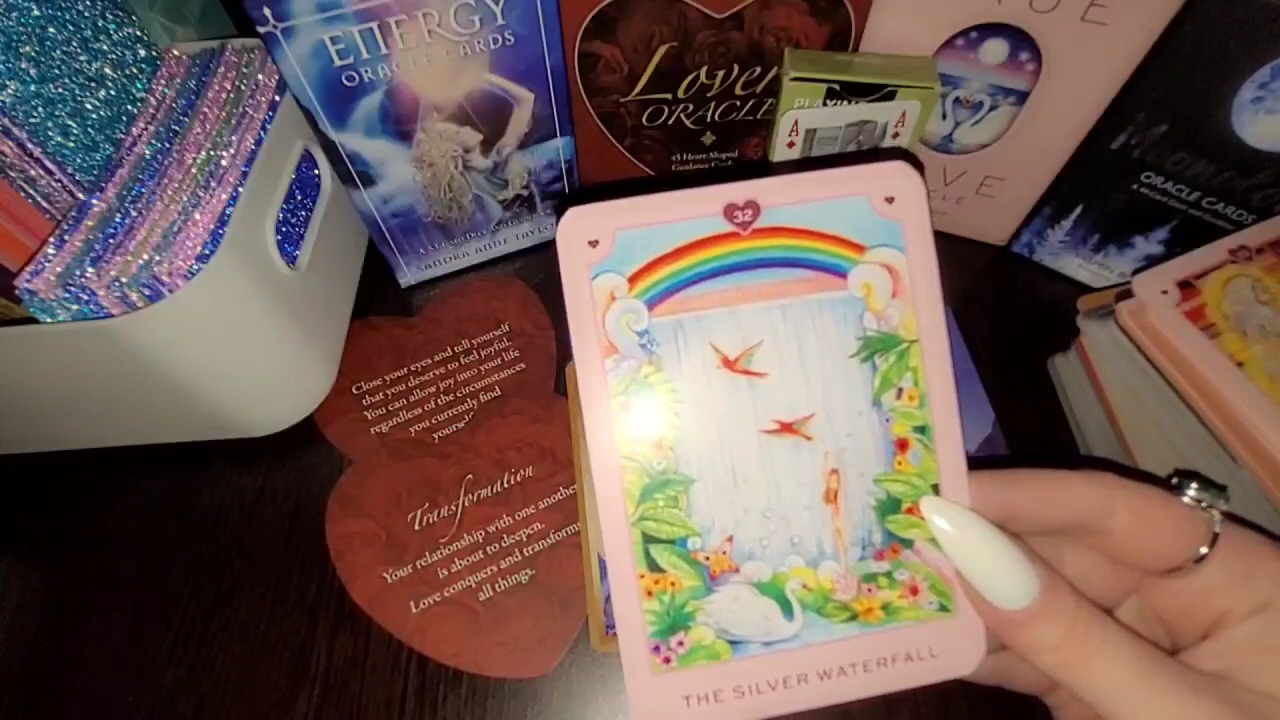 ENERGY
ORACLE CARDS
SANDRA ANNE TAYLOR
Lover
ORACLE
45 Heart-Shaped
Guidance Cards
A
A
ORACLE CARDS
32
Close your eyes and tell yourself
that you deserve to feel joyful.
You can allow joy into your life
regardless of the circumstances
you currently find
Transformation
Your relationship with one another
is about to deepen.
Love conquers and transforms
all things.
THE SILVER WATERFALL